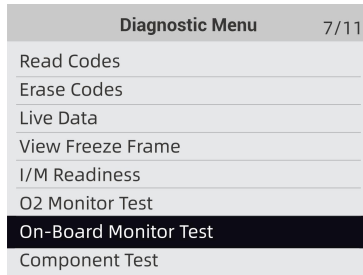 Diagnostic Menu 7/11
Read Codes
Erase Codes
Live Data
View Freeze Frame
I/M Readiness
O2 Monitor Test
On-Board Monitor Test
Component Test